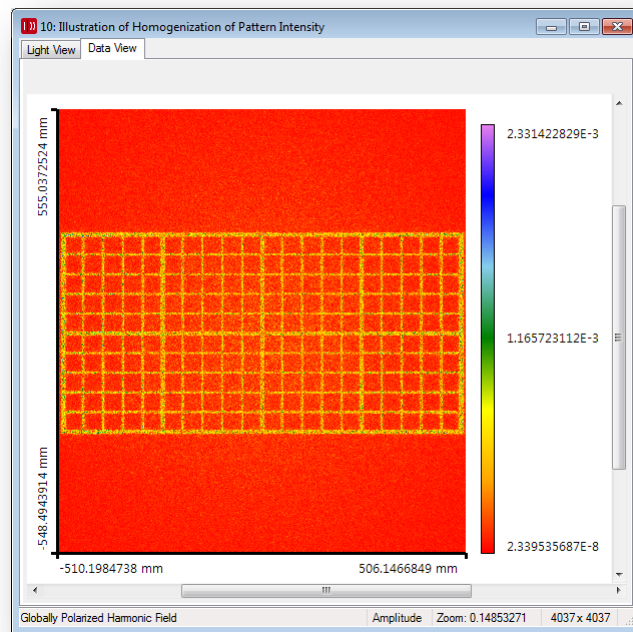 10: Illustration of Homogenization of Pattern Intensity
Light View Data View
555.0372524 mm
-548.4943914 mm
-510.1984738 mm 506.1466849 mm
2.331422829E-3
1.165723112E-3
2.339535687E-8
Globally Polarized Harmonic Field Amplitude Zoom: 0.14853271 4037 x 4037